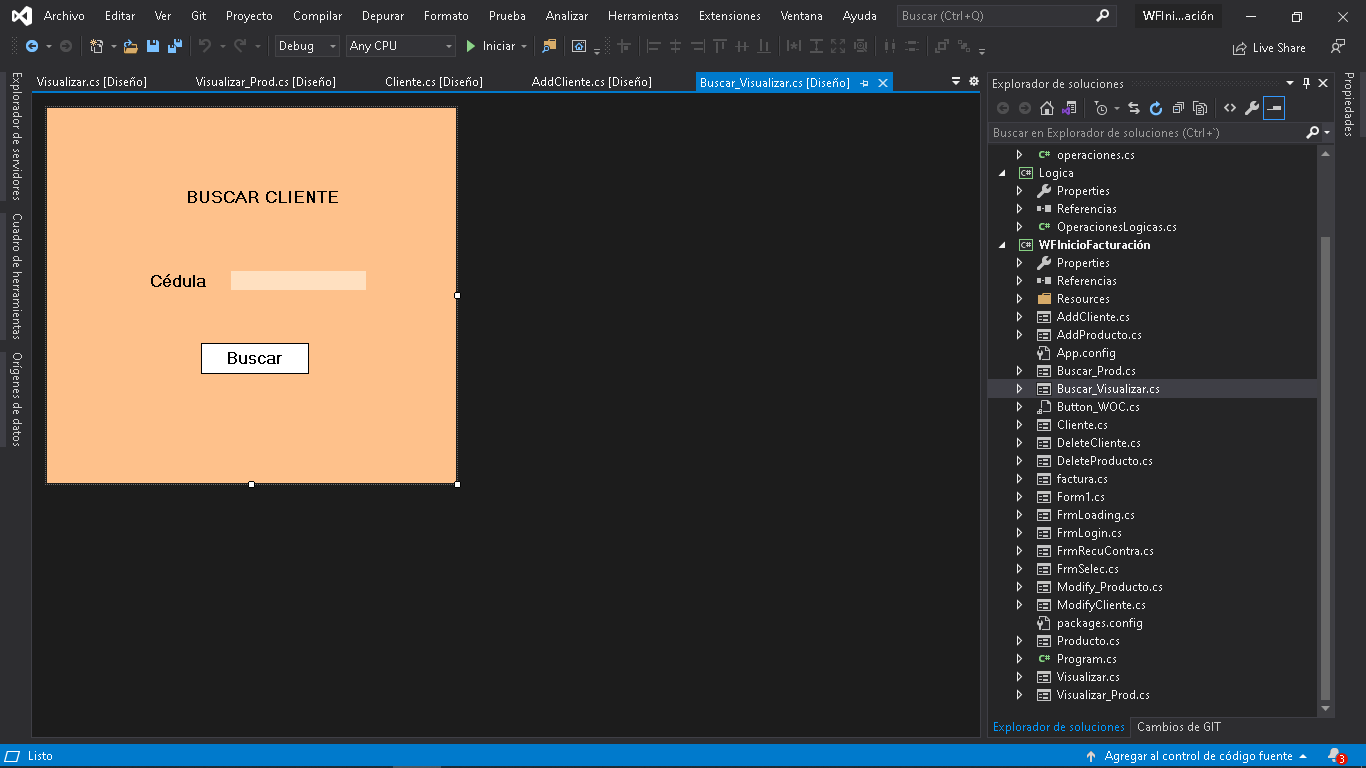 Archivo Editar Ver Git Proyecto Compilar Depurar Formato Prueba Analizar Herramientas Extensiones Ventana Ayuda Buscar (Ctrl+Q) WFIni...ación
Debug Any CPU Iniciar Live Share
Explorador de servidores
Cuadro de herramientas
Orígenes de datos
Visualizar.cs [Diseño] Visualizar_Prod.cs [Diseño] Cliente.cs [Diseño] AddCliente.cs [Diseño] Buscar_Visualizar.cs [Diseño]
BUSCAR CLIENTE
Cédula
Buscar
Explorador de soluciones
Buscar en Explorador de soluciones (Ctrl+`)
operaciones.cs
Logica
Properties
Referencias
OperacionesLogicas.cs
WFInicioFacturación
Properties
Referencias
Resources
AddCliente.cs
AddProducto.cs
App.config
Buscar_Prod.cs
Buscar_Visualizar.cs
Button_WOC.cs
Cliente.cs
DeleteCliente.cs
DeleteProducto.cs
factura.cs
Form1.cs
FrmLoading.cs
FrmLogin.cs
FrmRecuContra.cs
FrmSelec.cs
Modify_Producto.cs
ModifyCliente.cs
packages.config
Producto.cs
Program.cs
Visualizar.cs
Visualizar_Prod.cs
Explorador de soluciones Cambios de GIT
Propiedades
Listo Agregar al control de código fuente 3